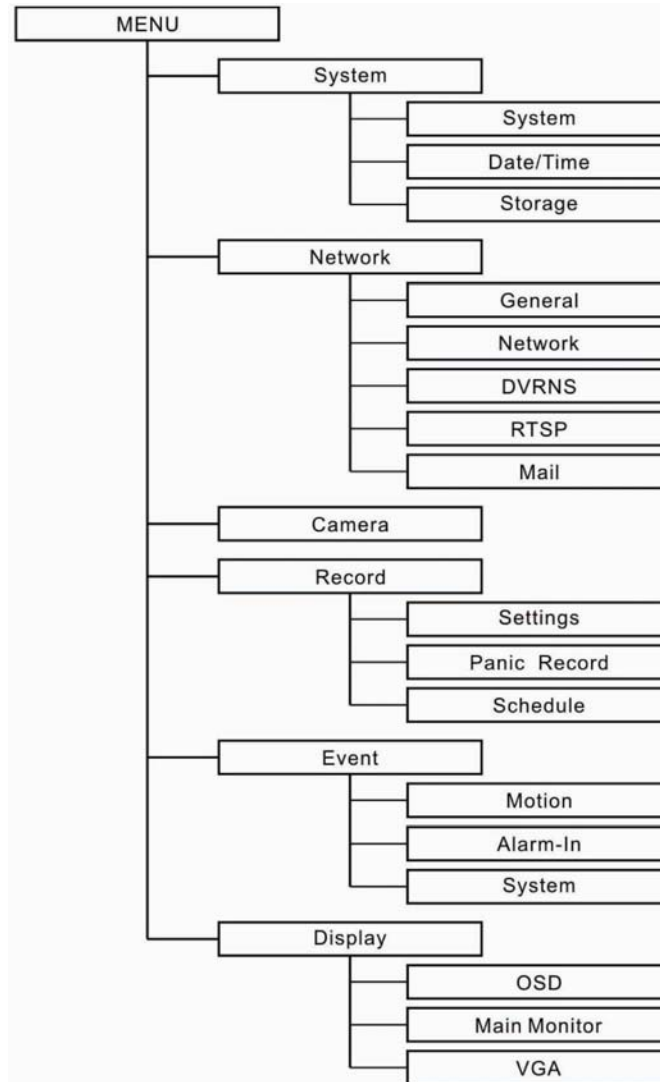 MENU
System
System
Date/Time
Storage
Network
General
Network
DVRNS
RTSP
Mail
Camera
Record
Settings
Panic Record
Schedule
Event
Motion
Alarm-In
System
Display
OSD
Main Monitor
VGA